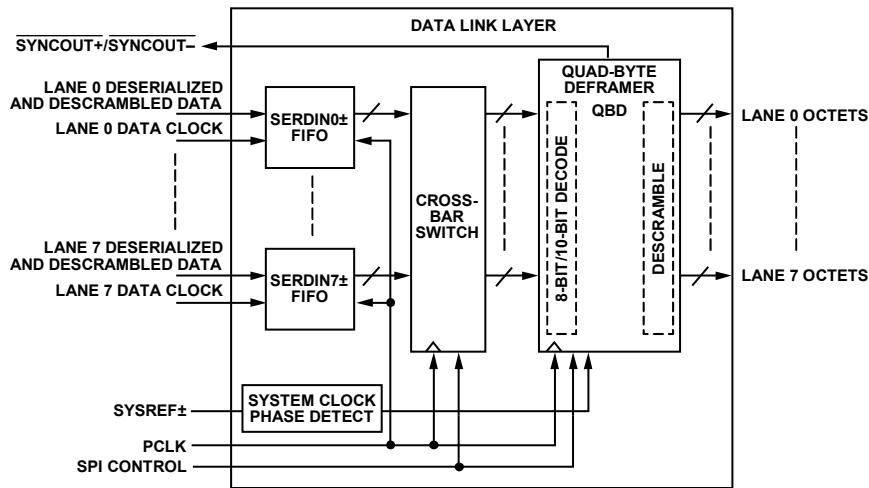 DATA LINK LAYER
SYNCOUT+/SYNCOUT–
QUAD-BYTE
DEFRAMER
QBD
LANE 0 DESERIALIZED
AND DESCRAMBLED DATA
LANE 0 DATA CLOCK
SERDIN0±
FIFO
LANE 0 OCTETS
CROSS-
BAR
SWITCH
8-BIT/10-BIT DECODE
DESCRAMBLE
LANE 7 DESERIALIZED
AND DESCRAMBLED DATA
LANE 7 DATA CLOCK
SERDIN7±
FIFO
LANE 7 OCTETS
SYSREF±
SYSTEM CLOCK
PHASE DETECT
PCLK
SPI CONTROL